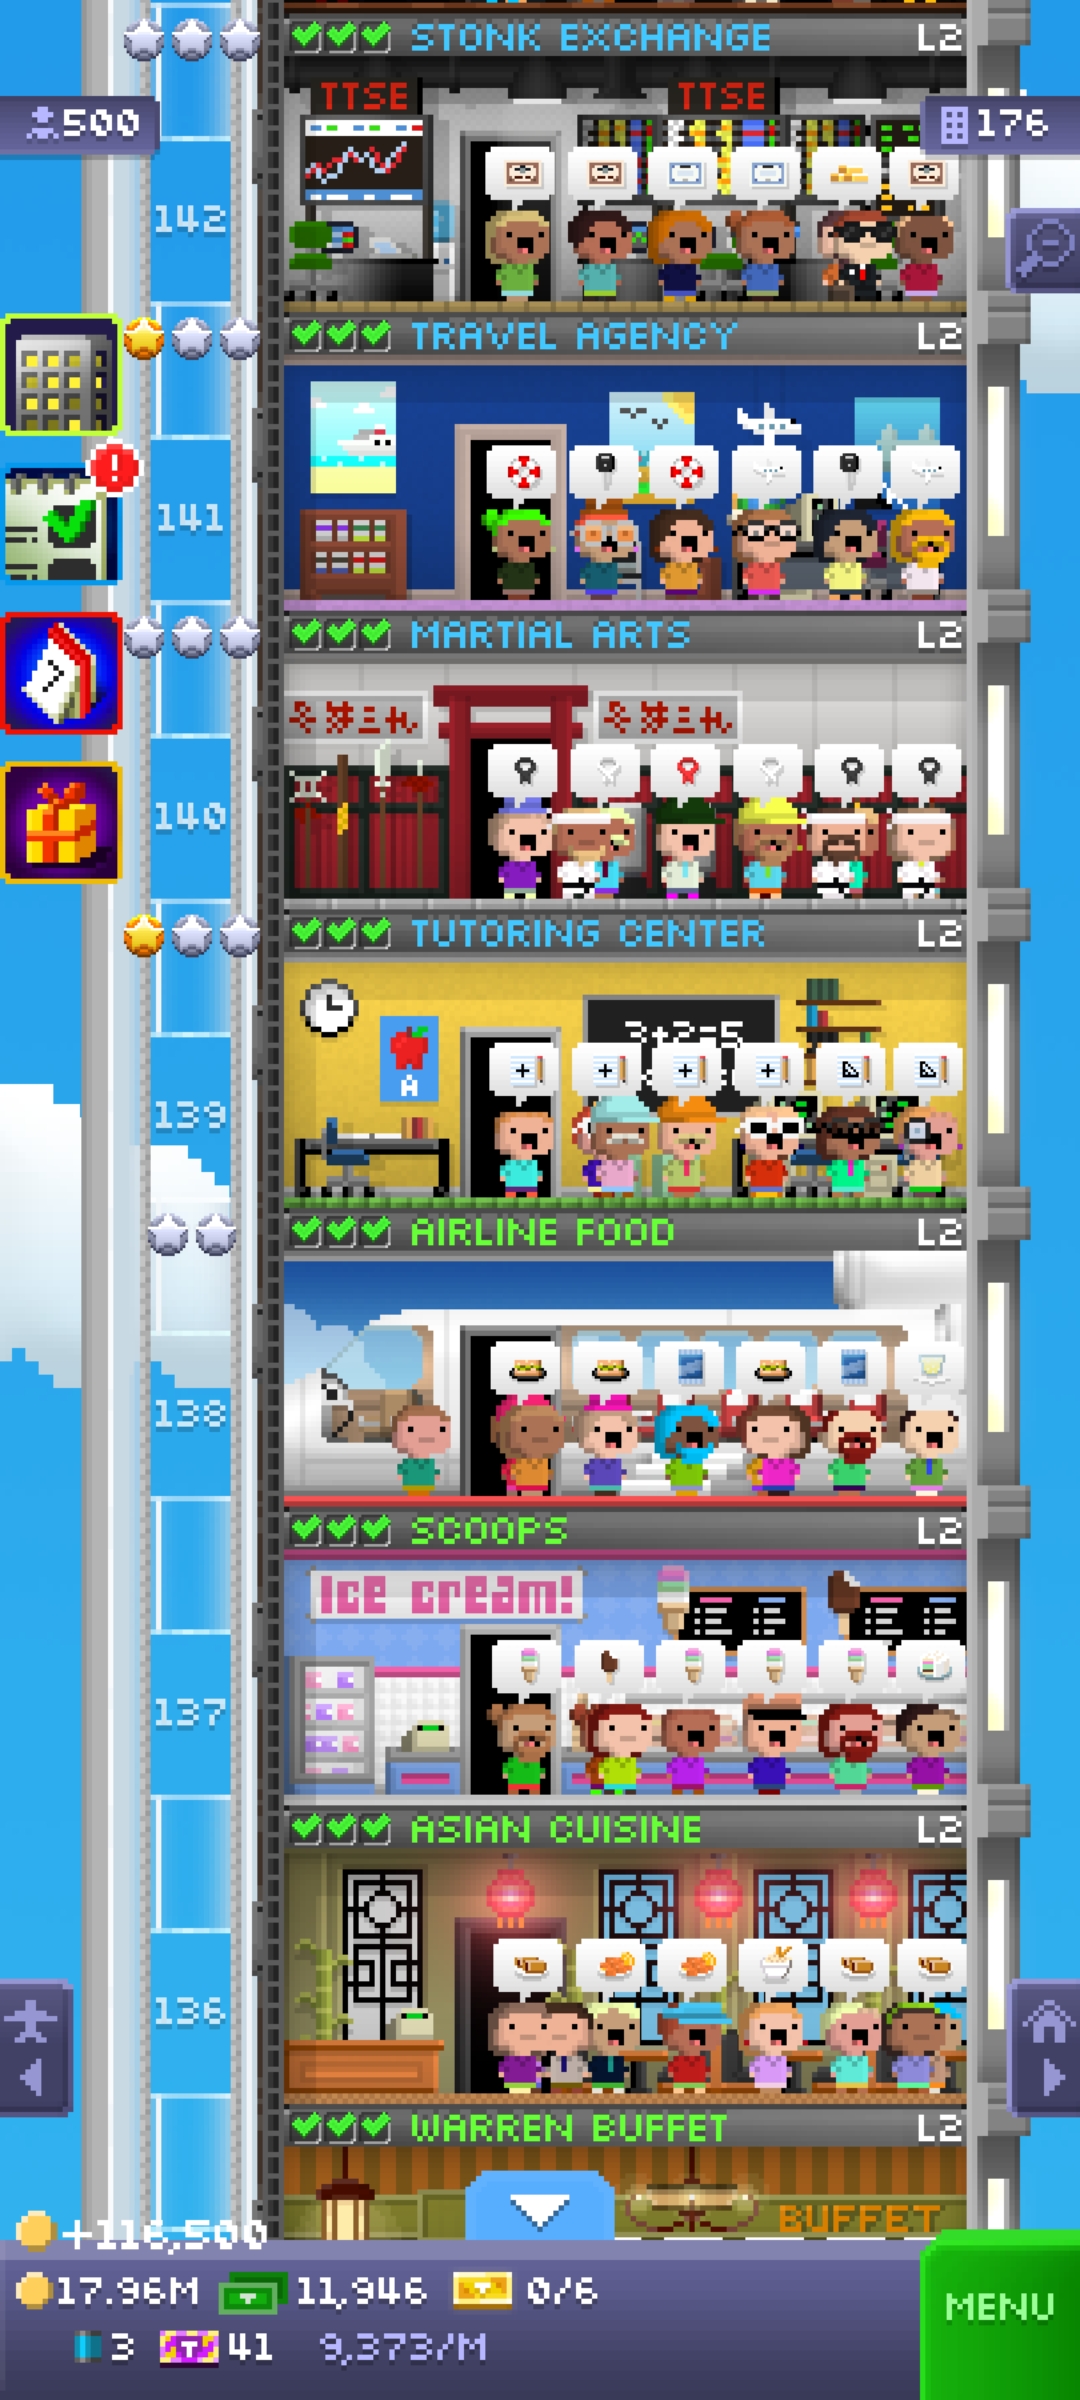 STONK EXCHANGE L2
TTSE TTSE
500
176
142
TRAVEL AGENCY L2
141
MARTIAL ARTS L2
7
140
TUTORING CENTER L2
3+2=5
A
139
AIRLINE FOOD L2
138
SCOOPS L2
Ice cream!
137
ASIAN CUISINE L2
136
WARREN BUFFET L2
BUFFET
+116,500
17.96M 11,946 0/6
MENU
3 T 41 9,373/M